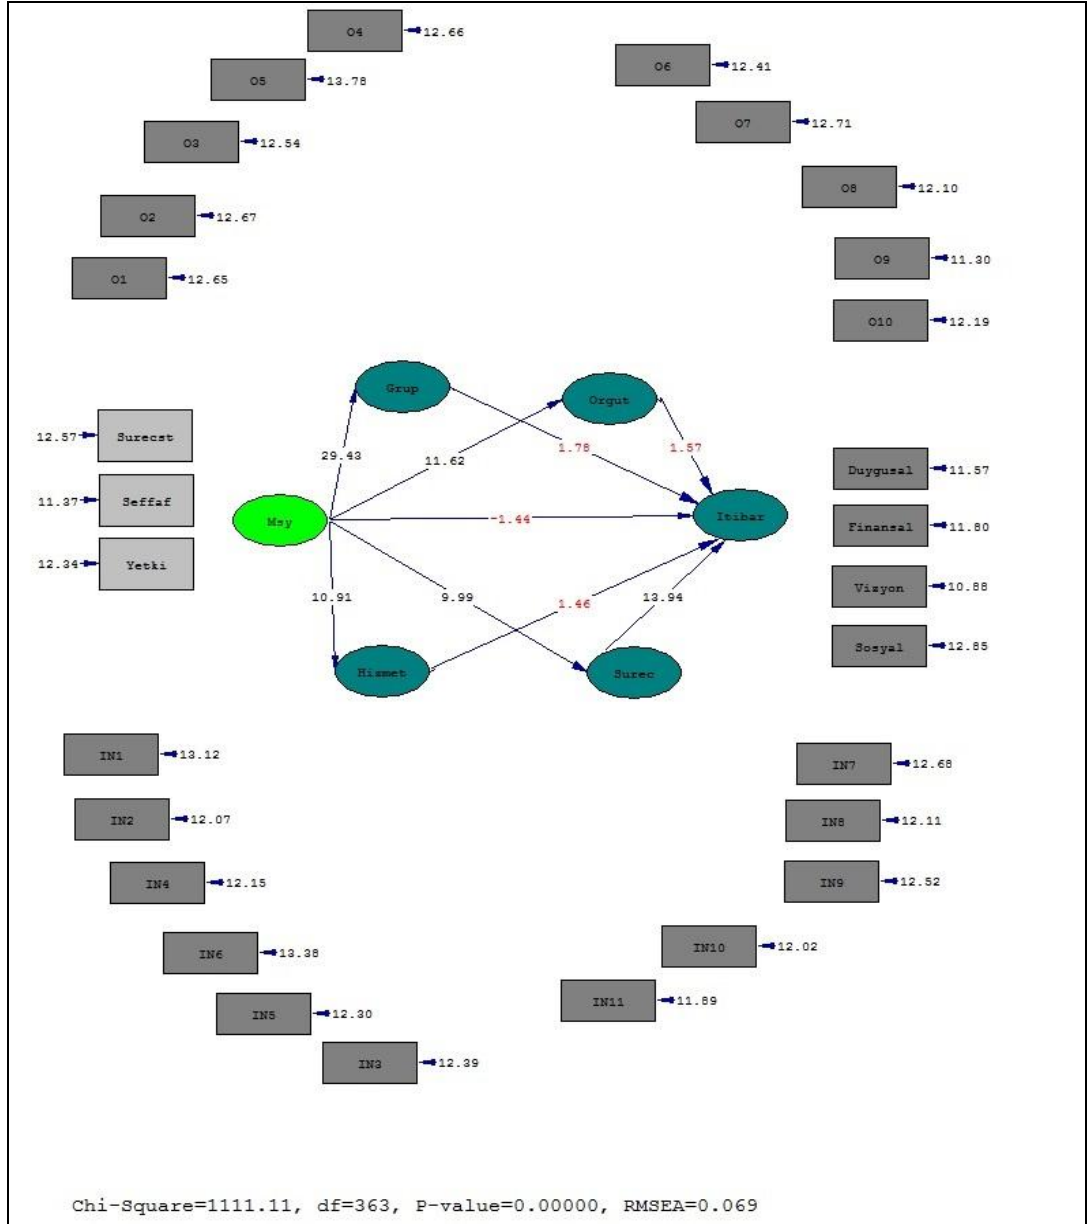 O4 12.66
O6 12.41
O5 13.78
O7 12.71
O3 12.54
O8 12.10
O2 12.67
O9 11.30
O1 12.65
O10 12.19
Grup
Orgut
12.57 Surecst
29.43
11.62
1.78
1.57
Duygusal 11.57
11.37 Seffaf
Msy
-1.44
Itibar
Finansal 11.80
12.34 Yetki
10.91
9.99
1.46
13.94
Vizyon 10.88
Hizmet
Surec
Sosyal 12.85
IN1 13.12
IN7 12.68
IN2 12.07
IN8 12.11
IN4 12.15
IN9 12.52
IN6 13.38
IN10 12.02
IN5 12.30
IN11 11.89
IN3 12.39
Chi-Square=1111.11, df=363, P-value=0.00000, RMSEA=0.069